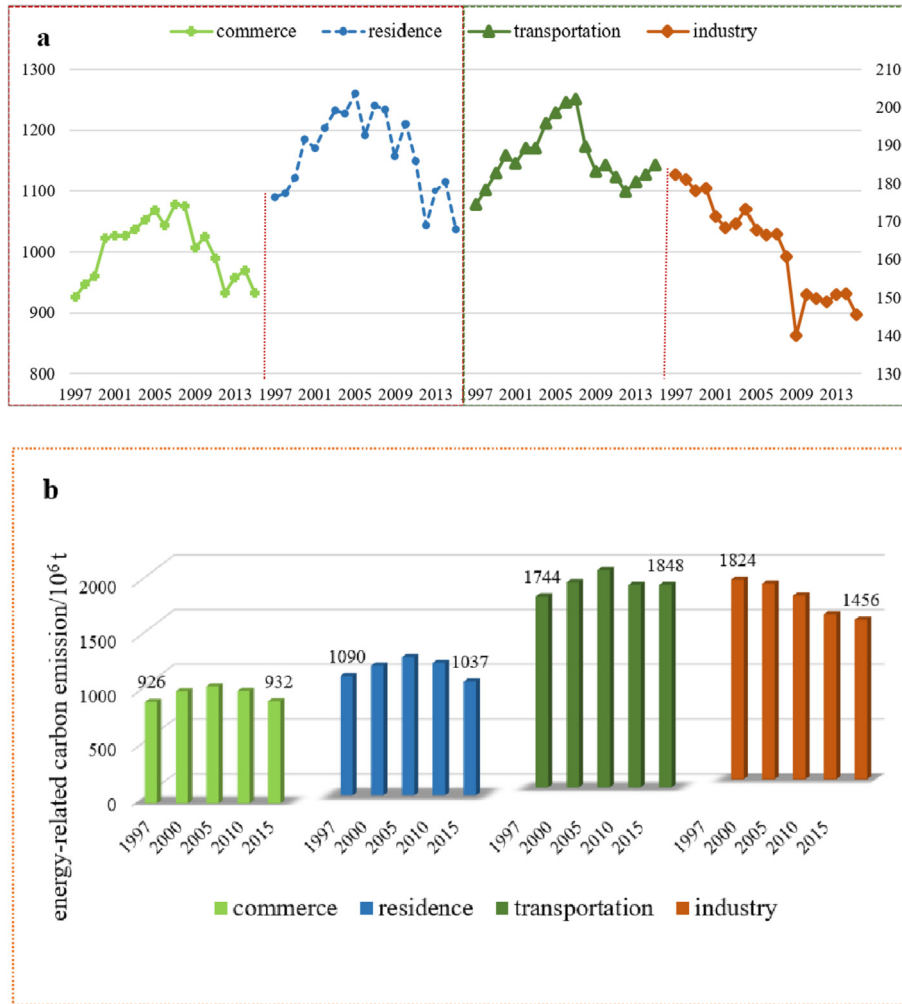 a
commerce residence transportation industry
1300 210
1200 200
1100 190
180
1000 170
160
900 150
140
800 130
1997 2001 2005 2009 2013 1997 2001 2005 2009 2013 1997 2001 2005 2009 2013 1997 2001 2005 2009 2013
b
energy-related carbon emission/10⁶ t
2000
1500
1000
500
0
926 932
1090 1037
1744 1848
1824 1456
1997 2000 2005 2010 2015 1997 2000 2005 2010 2015 1997 2000 2005 2010 2015 1997 2000 2005 2010 2015
commerce residence transportation industry